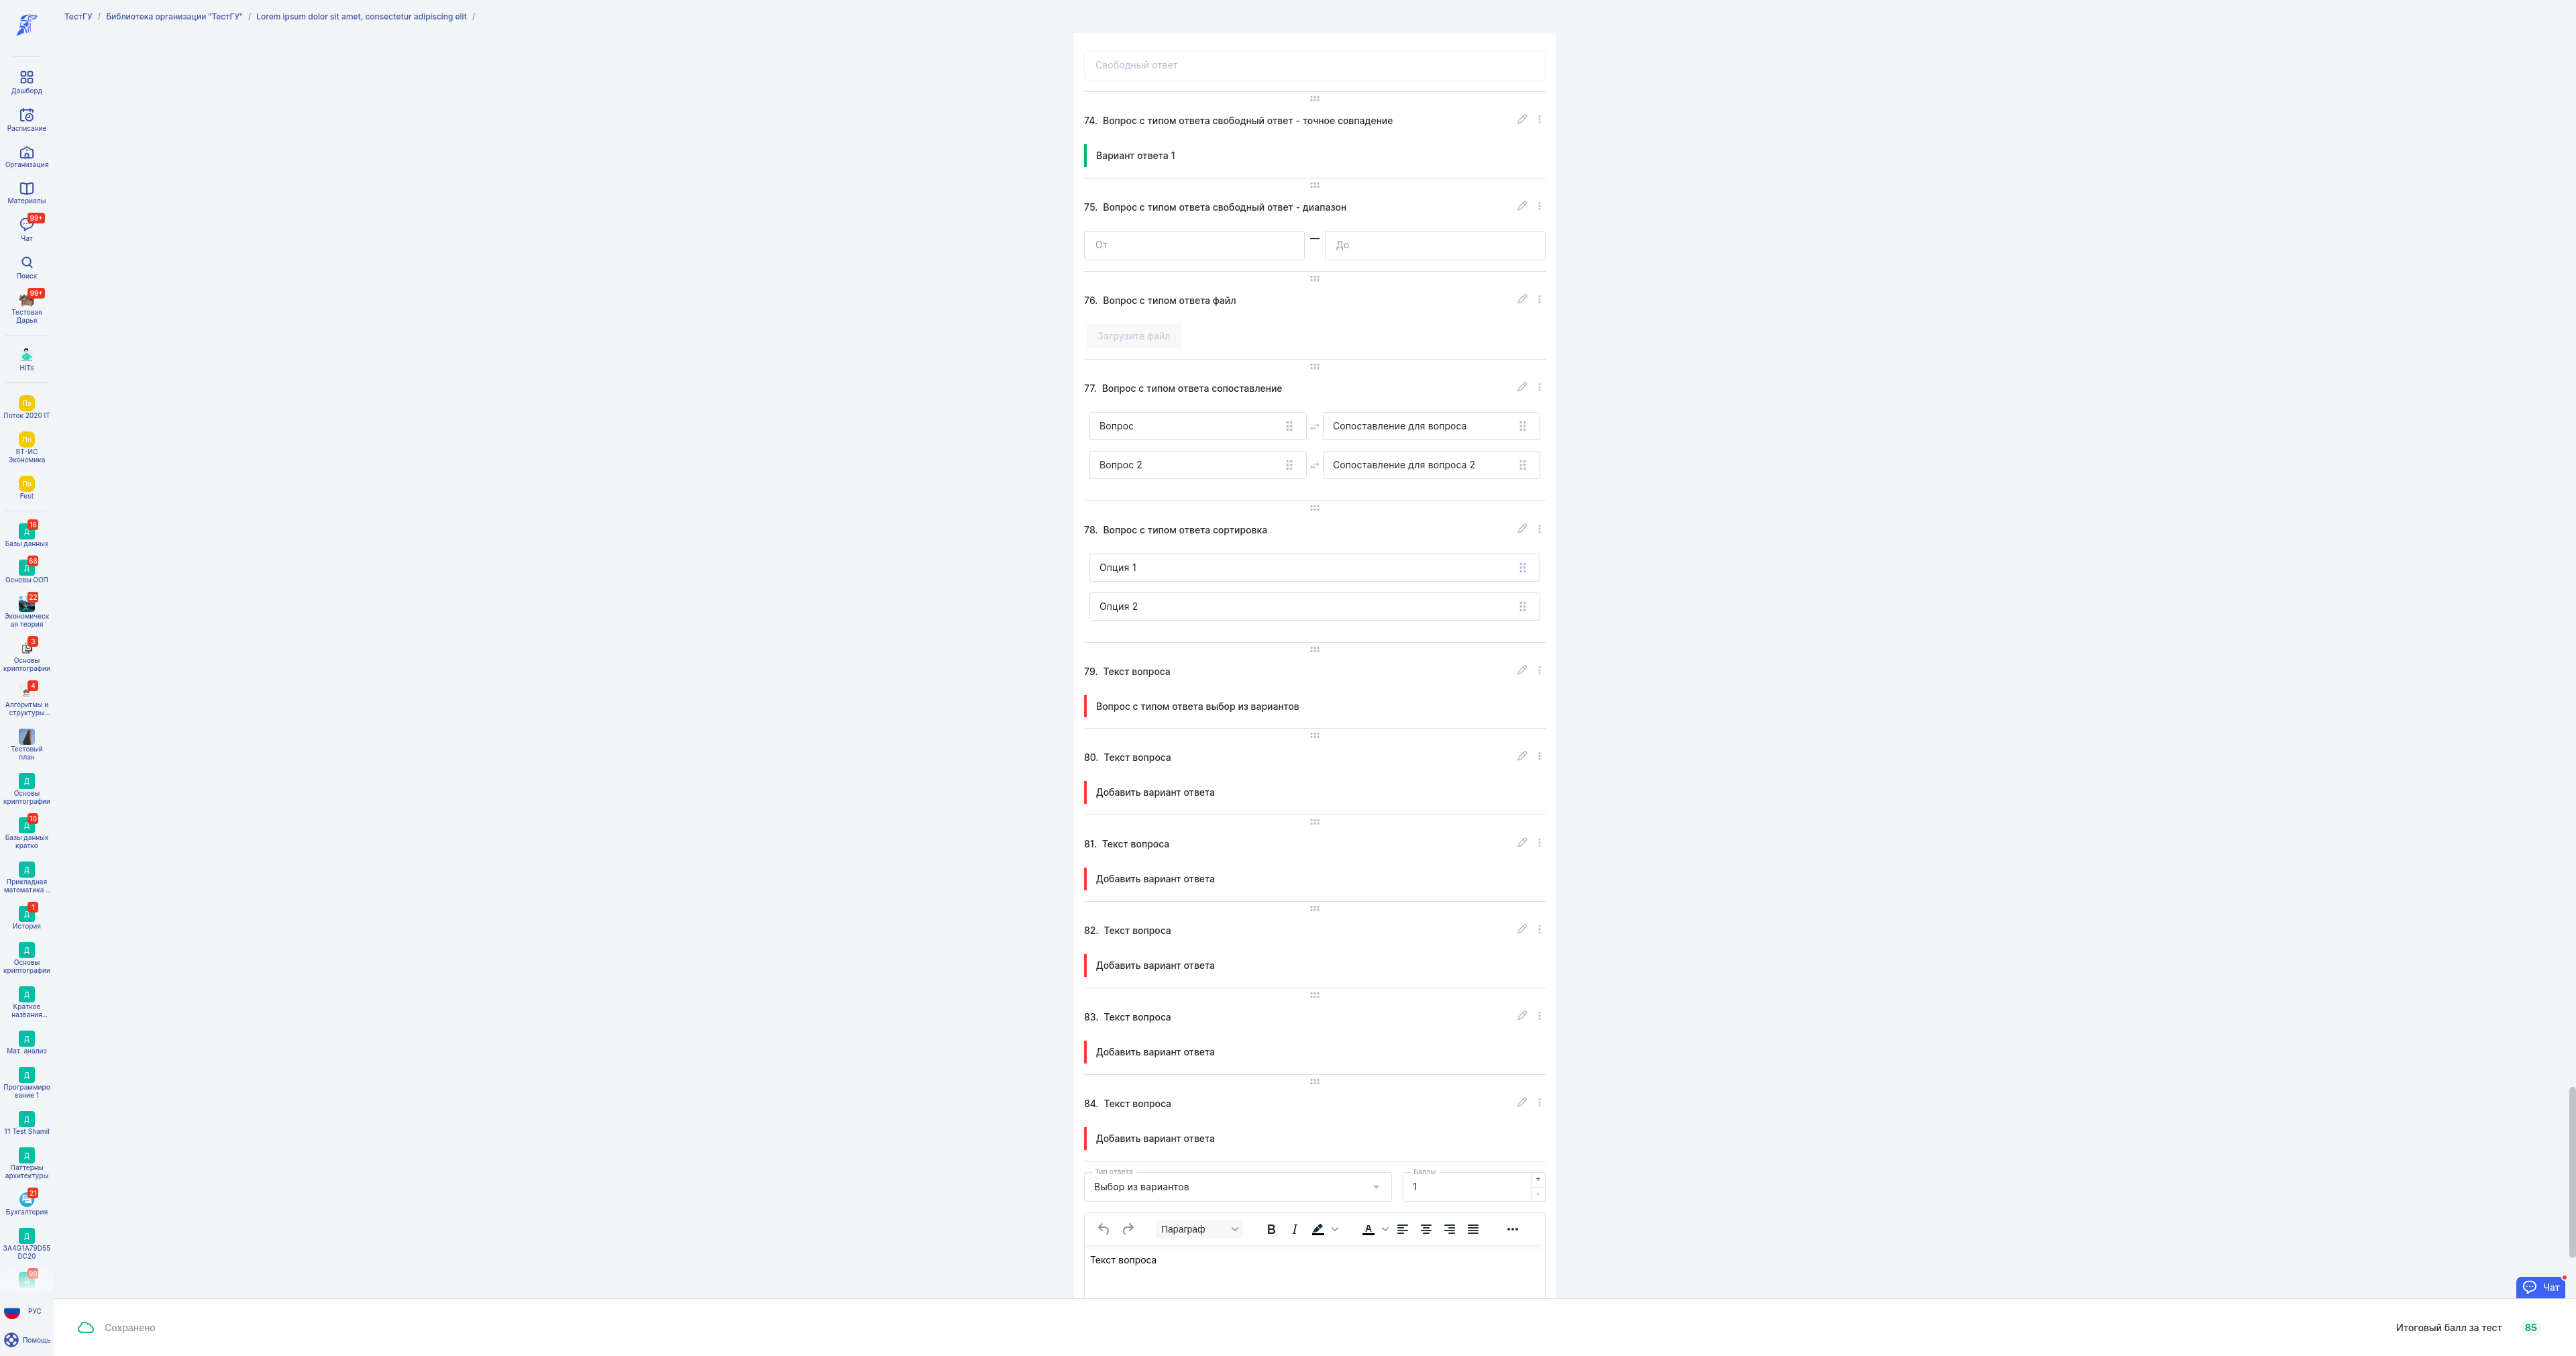 ТестГУ / Библиотека организации "ТестГУ" / Lorem ipsum dolor sit amet, consectetur adipiscing elit /
Дашборд
Расписание
Организация
Материалы
99+
Чат
Поиск
99+
Тестовая
Дарья
HITs
По
Поток 2020 IT
По
ВТ-ИС
Экономика
По
Fest
16
Д
Базы данных
66
Д
Основы ООП
22
Экономическ
ая теория
3
Основы
криптографии
4
Алгоритмы и
структуры...
Тестовый
план
Д
Основы
криптографии
10
Д
Базы данных
кратко
Д
Прикладная
математика ...
1
Д
История
Д
Основы
криптографии
Д
Краткое
названия...
Д
Мат. анализ
Д
Программиро
вание 1
Д
11 Test Shamil
Д
Паттерны
архитектуры
21
Бухгалтерия
Д
3A4G1A79D55
DC20
99
Д
РУС
Помощь
Свободный ответ
74. Вопрос с типом ответа свободный ответ - точное совпадение
Вариант ответа 1
75. Вопрос с типом ответа свободный ответ - диапазон
От — До
76. Вопрос с типом ответа файл
Загрузите файл
77. Вопрос с типом ответа сопоставление
Вопрос Сопоставление для вопроса
Вопрос 2 Сопоставление для вопроса 2
78. Вопрос с типом ответа сортировка
Опция 1
Опция 2
79. Текст вопроса
Вопрос с типом ответа выбор из вариантов
80. Текст вопроса
Добавить вариант ответа
81. Текст вопроса
Добавить вариант ответа
82. Текст вопроса
Добавить вариант ответа
83. Текст вопроса
Добавить вариант ответа
84. Текст вопроса
Добавить вариант ответа
Тип ответа Баллы
Выбор из вариантов 1 + -
Параграф B I A
Текст вопроса
Чат
Сохранено
Итоговый балл за тест 85